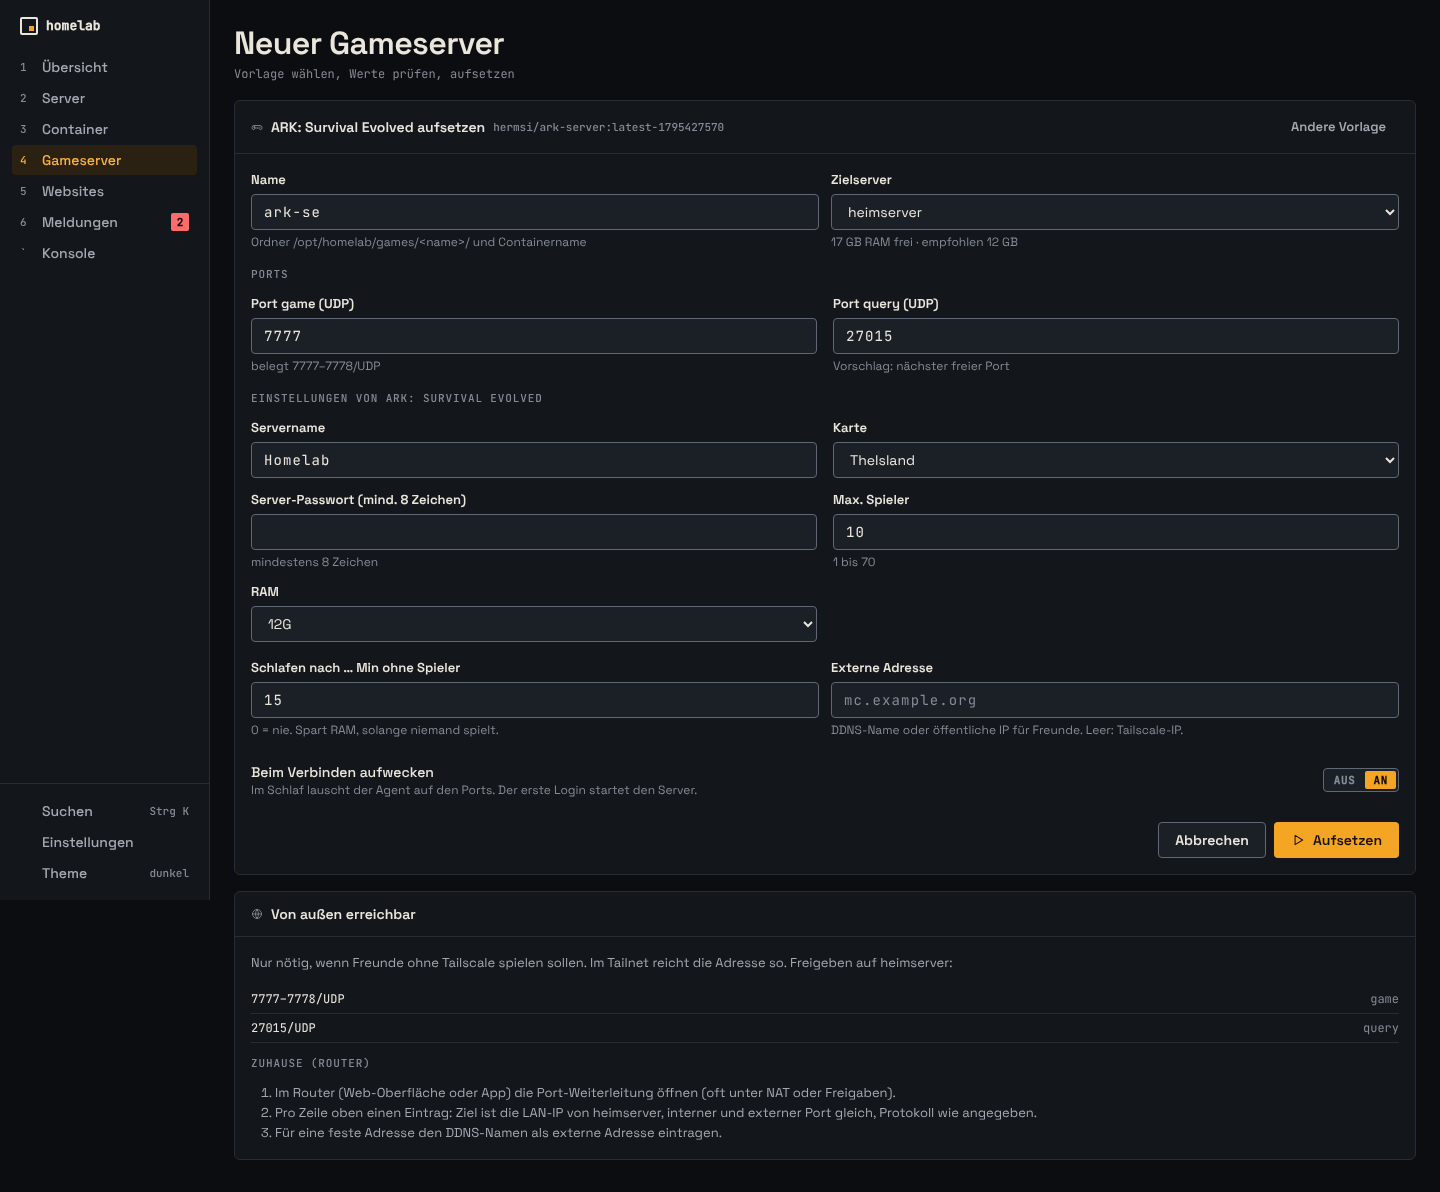 homelab
1 Übersicht
2 Server
3 Container
4 Gameserver
5 Websites
6 Meldungen 2
` Konsole
Suchen Strg K
Einstellungen
Theme dunkel
Neuer Gameserver
Vorlage wählen, Werte prüfen, aufsetzen
ARK: Survival Evolved aufsetzen hermsi/ark-server:latest-1795427570 Andere Vorlage
Name Zielserver
ark-se heimserver
Ordner /opt/homelab/games/<name>/ und Containername 17 GB RAM frei · empfohlen 12 GB
PORTS
Port game (UDP) Port query (UDP)
7777 27015
belegt 7777–7778/UDP Vorschlag: nächster freier Port
EINSTELLUNGEN VON ARK: SURVIVAL EVOLVED
Servername Karte
Homelab TheIsland
Server-Passwort (mind. 8 Zeichen) Max. Spieler
10
mindestens 8 Zeichen 1 bis 70
RAM
12G
Schlafen nach … Min ohne Spieler Externe Adresse
15 mc.example.org
0 = nie. Spart RAM, solange niemand spielt. DDNS-Name oder öffentliche IP für Freunde. Leer: Tailscale-IP.
Beim Verbinden aufwecken AUS AN
Im Schlaf lauscht der Agent auf den Ports. Der erste Login startet den Server.
Abbrechen Aufsetzen
Von außen erreichbar
Nur nötig, wenn Freunde ohne Tailscale spielen sollen. Im Tailnet reicht die Adresse so. Freigeben auf heimserver:
7777–7778/UDP game
27015/UDP query
ZUHAUSE (ROUTER)
1. Im Router (Web-Oberfläche oder App) die Port-Weiterleitung öffnen (oft unter NAT oder Freigaben).
2. Pro Zeile oben einen Eintrag: Ziel ist die LAN-IP von heimserver, interner und externer Port gleich, Protokoll wie angegeben.
3. Für eine feste Adresse den DDNS-Namen als externe Adresse eintragen.